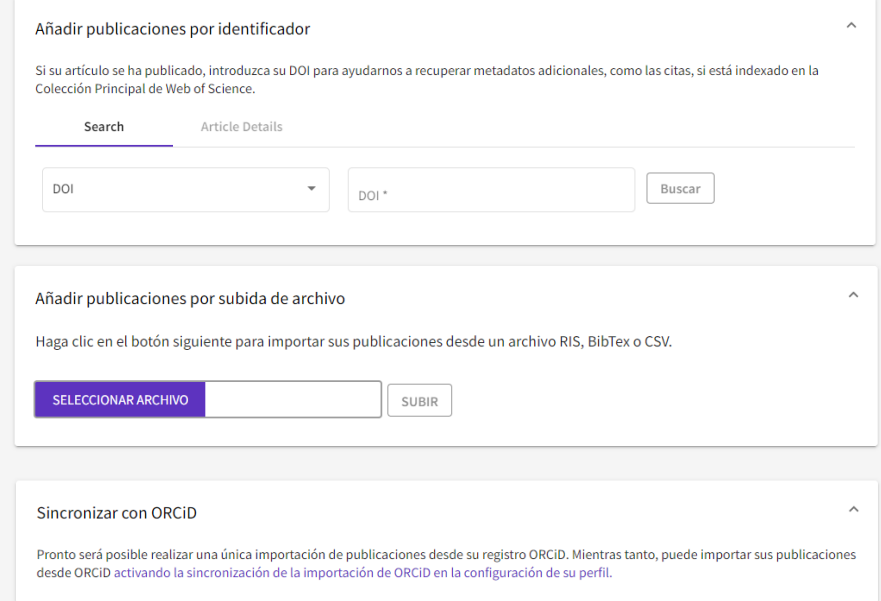 Añadir publicaciones por identificador
Si su artículo se ha publicado, introduzca su DOI para ayudarnos a recuperar metadatos adicionales, como las citas, si está indexado en la
Colección Principal de Web of Science.
Search Article Details
DOI DOI * Buscar
Añadir publicaciones por subida de archivo
Haga clic en el botón siguiente para importar sus publicaciones desde un archivo RIS, BibTex o CSV.
SELECCIONAR ARCHIVO SUBIR
Sincronizar con ORCiD
Pronto será posible realizar una única importación de publicaciones desde su registro ORCiD. Mientras tanto, puede importar sus publicaciones
desde ORCiD activando la sincronización de la importación de ORCiD en la configuración de su perfil.